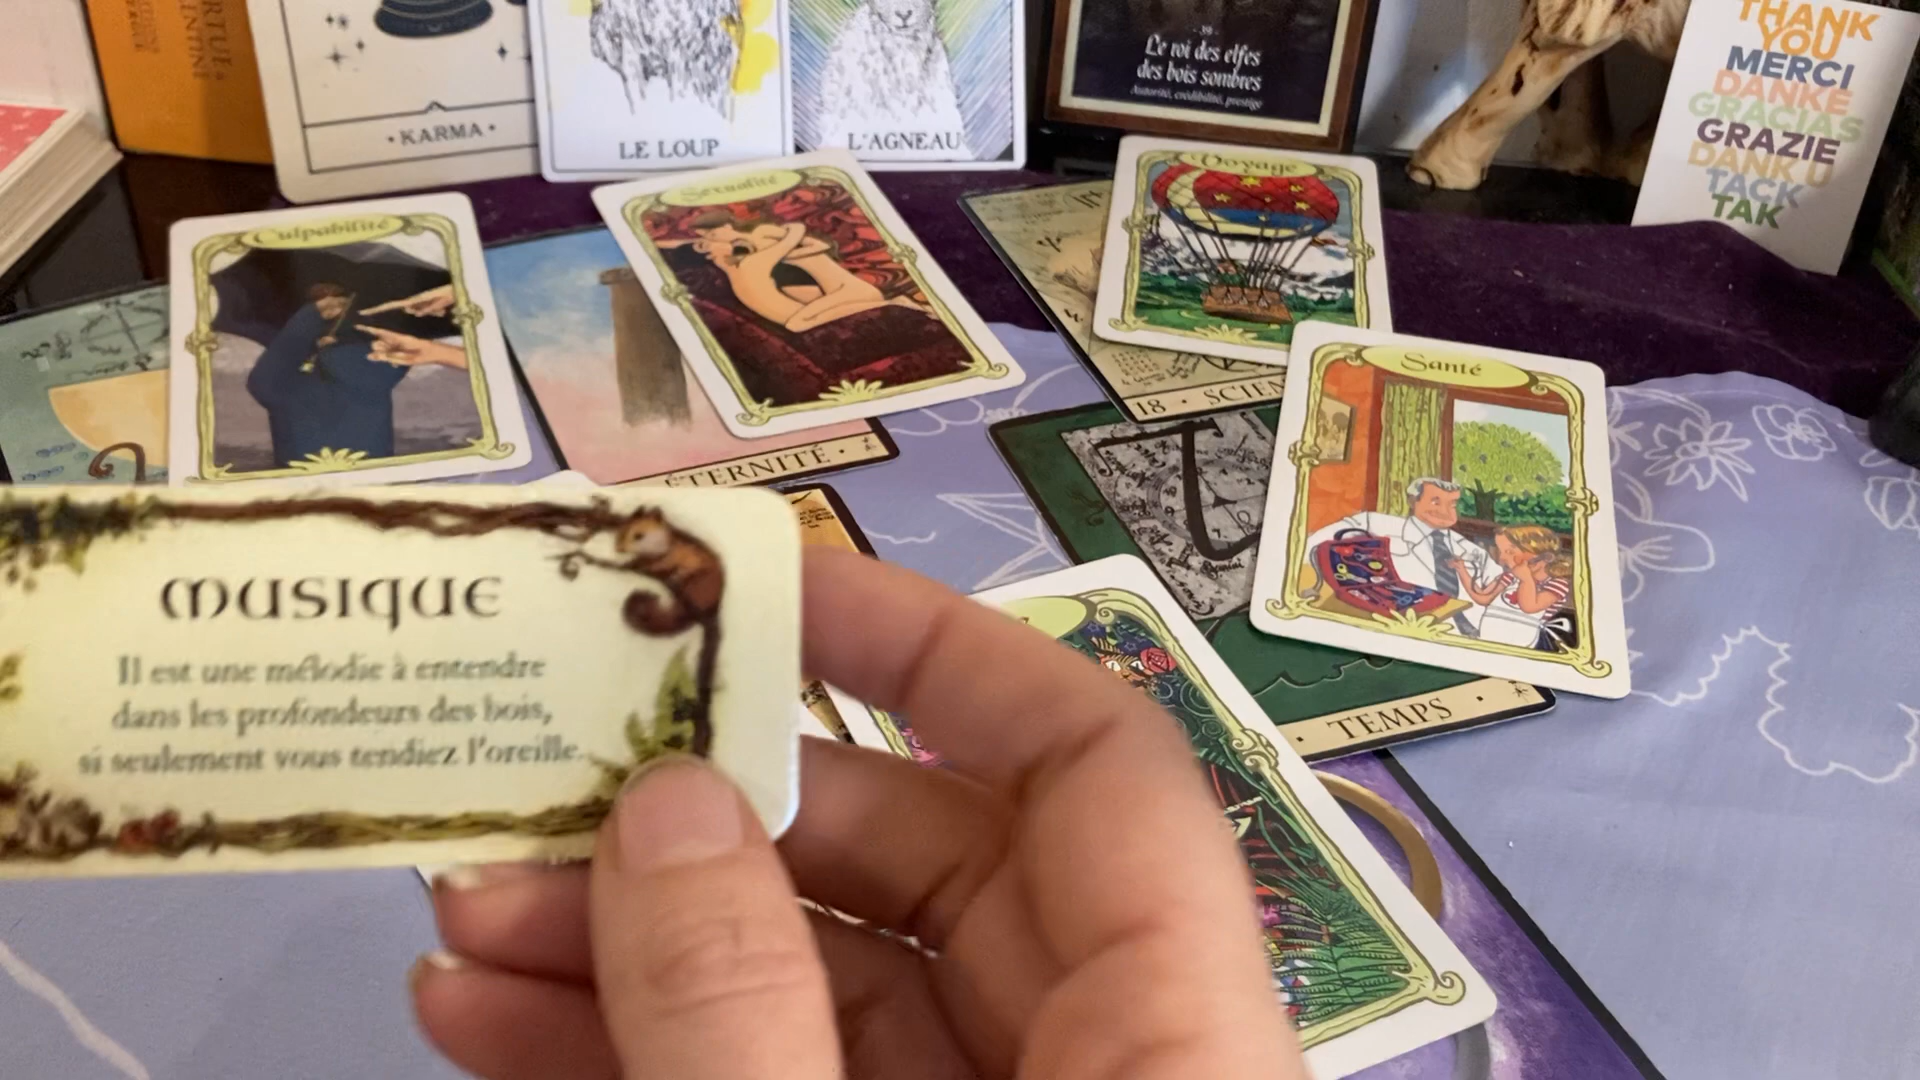 KARMA
LE LOUP
L'AGNEAU
Le roi des elfes
des bois sombres
Autorité, crédibilité, prestige
THANK
YOU
MERCI
DANKE
GRACIAS
GRAZIE
DANK U
TACK
TAK
Culpabilité
Sexualité
Voyage
Santé
18 • SCIEN
ÉTERNITÉ •
• TEMPS •
musique
Il est une mélodie à entendre
dans les profondeurs des bois,
si seulement vous tendiez l'oreille.